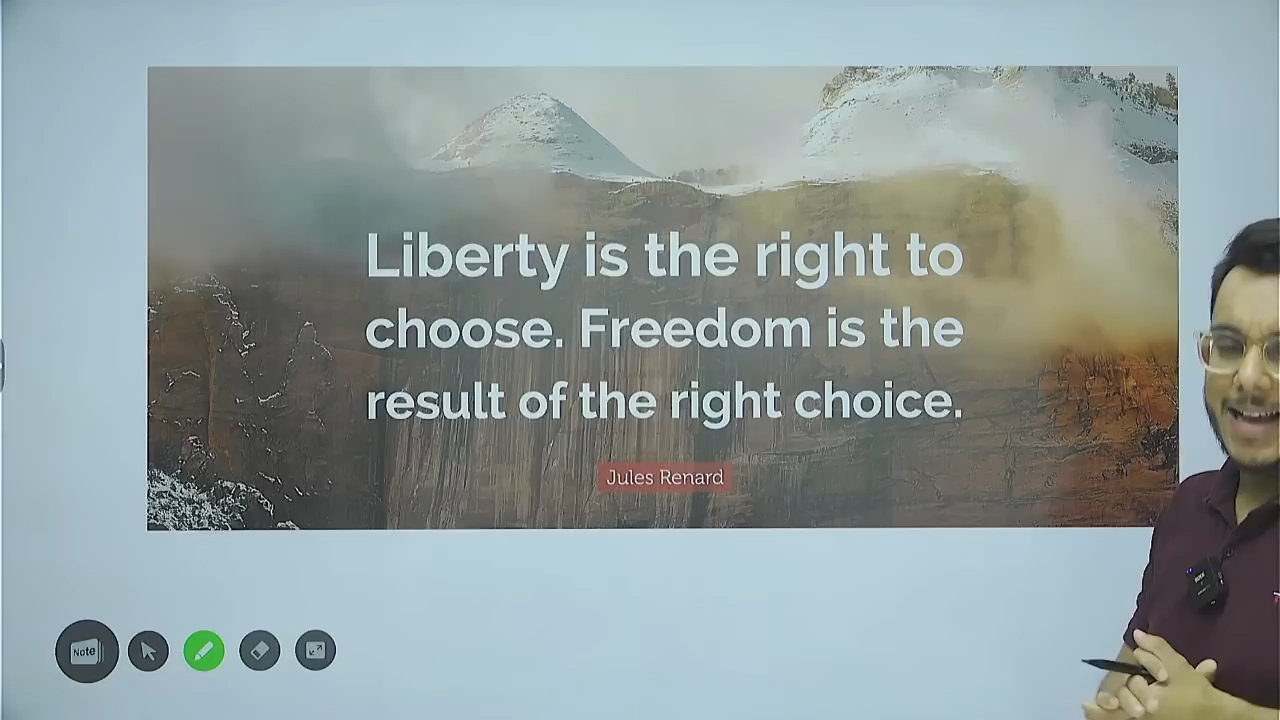 Liberty is the right to
choose. Freedom is the
result of the right choice.
Jules Renard
Note